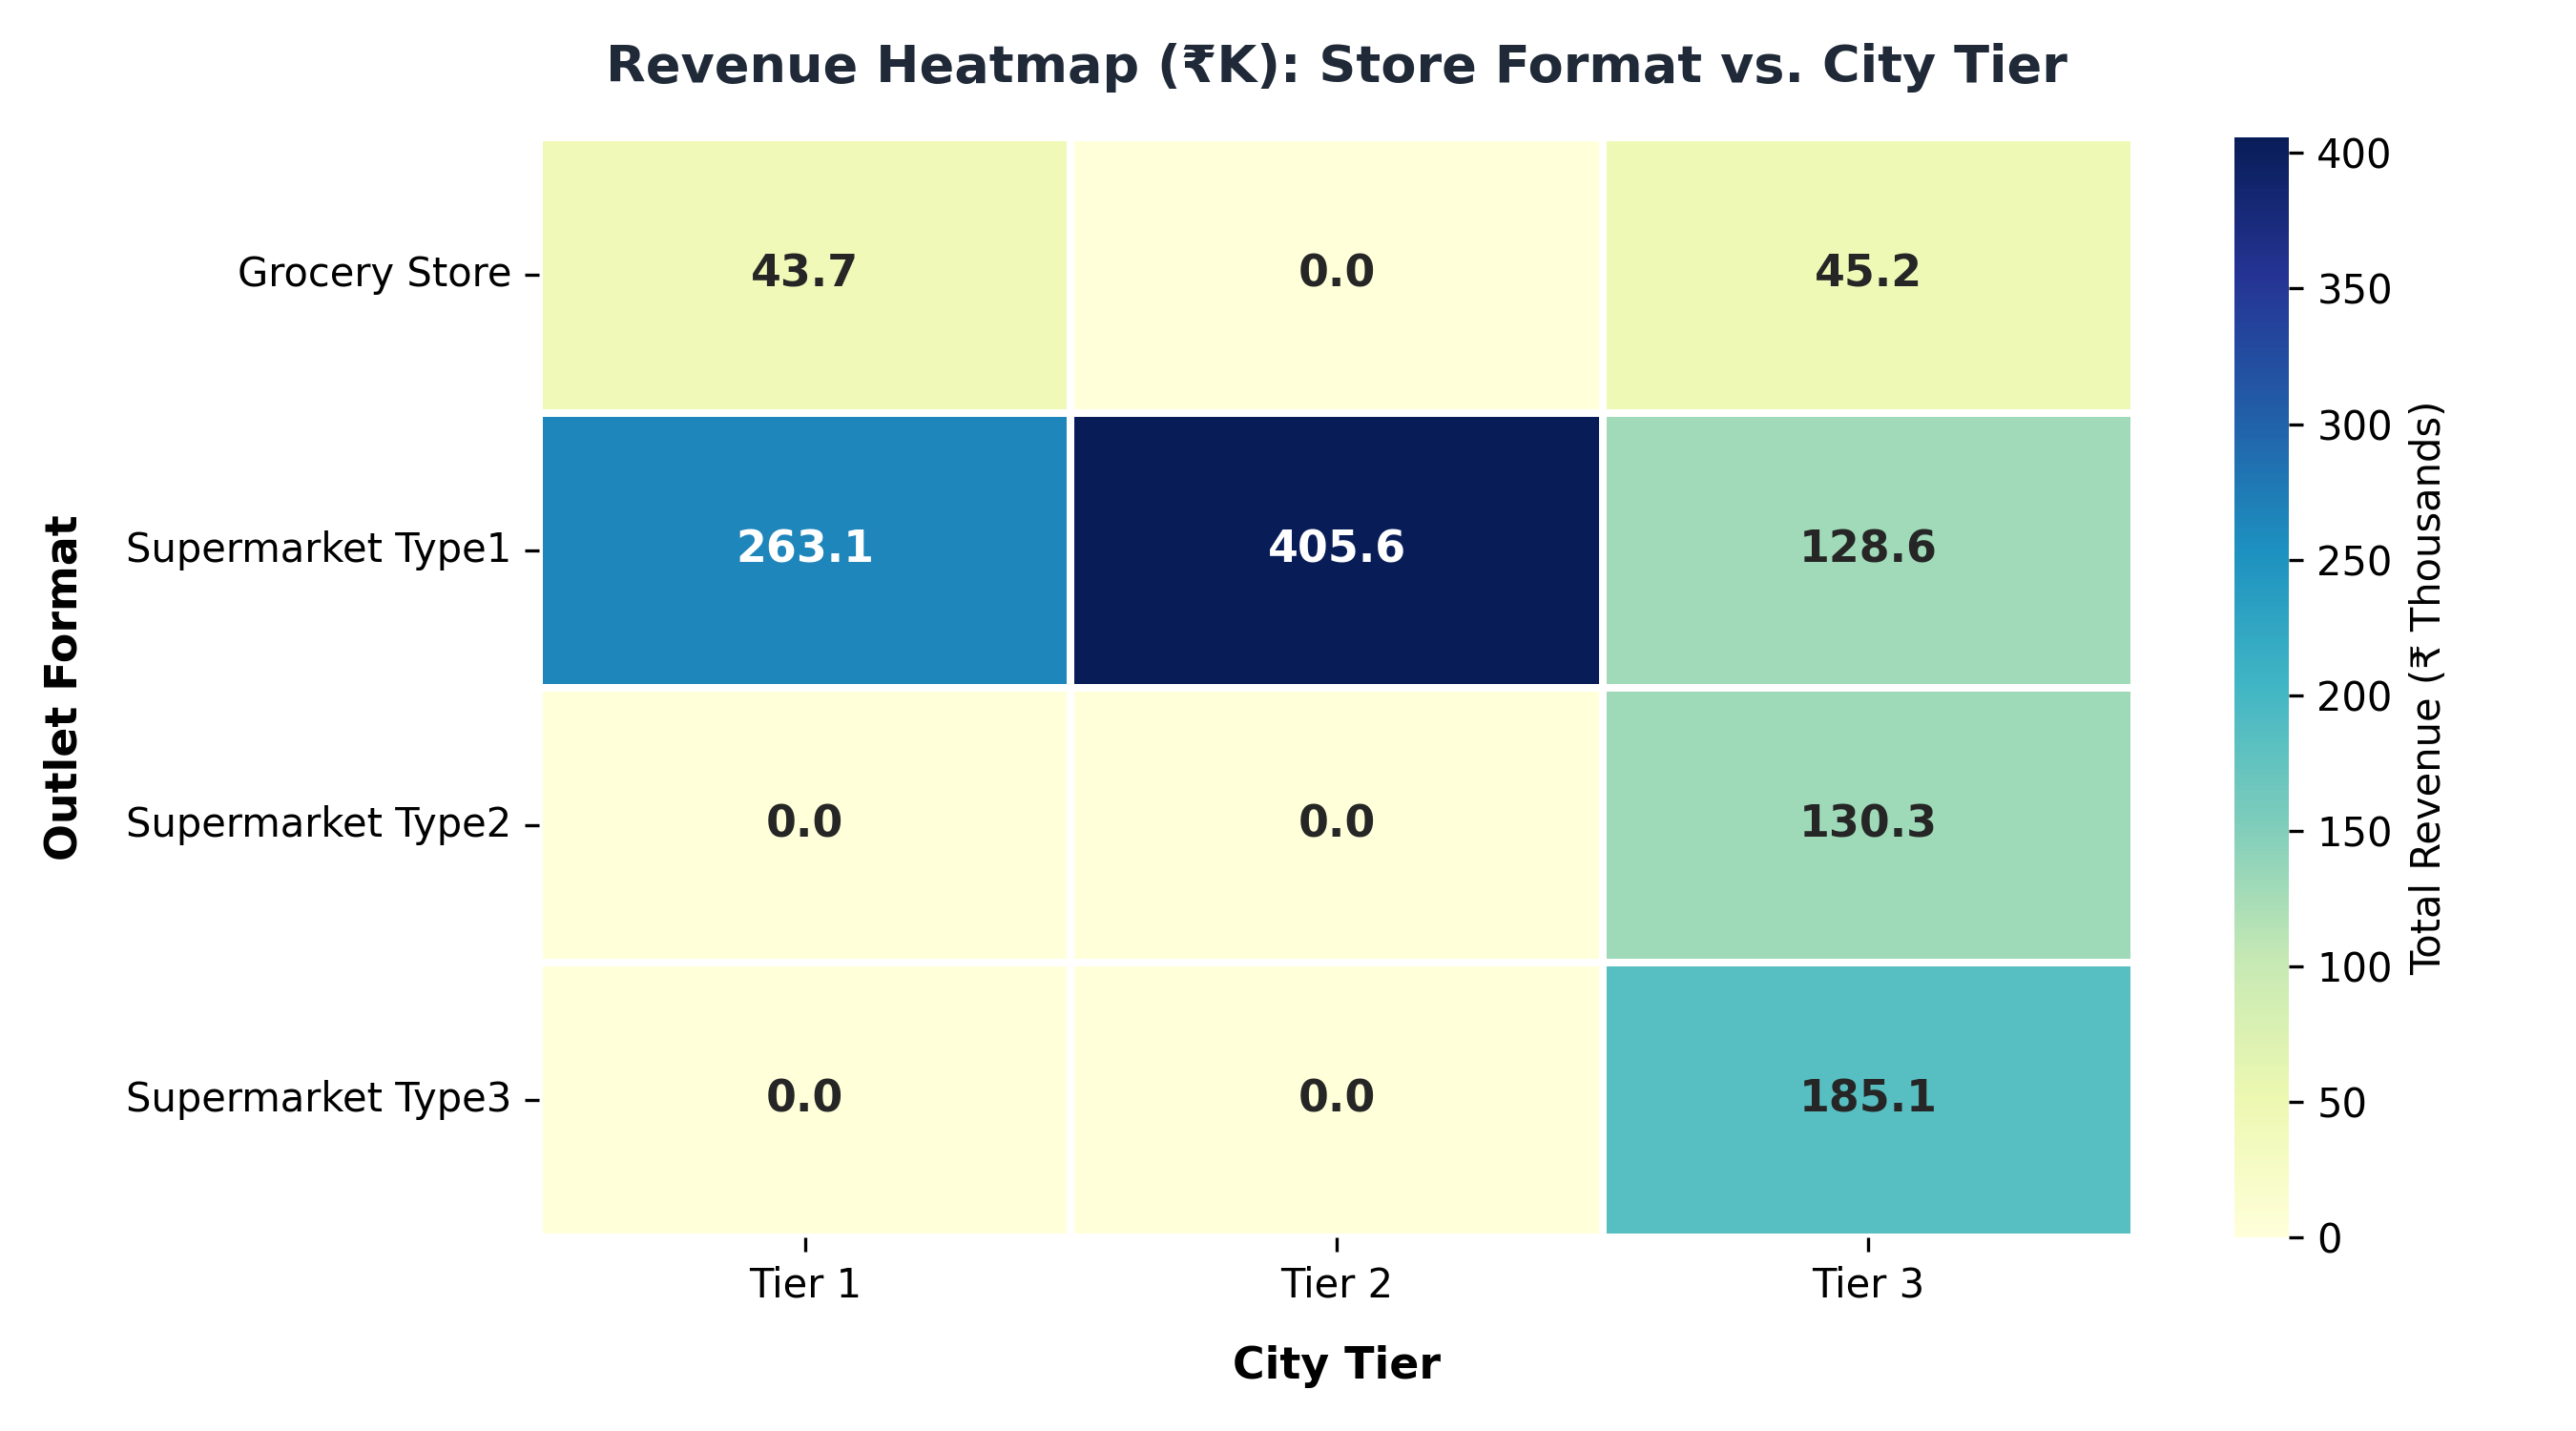 Revenue Heatmap (₹K): Store Format vs. City Tier
Outlet Format
Grocery Store
43.7
0.0
45.2
Supermarket Type1
263.1
405.6
128.6
Supermarket Type2
0.0
0.0
130.3
Supermarket Type3
0.0
0.0
185.1
Tier 1
Tier 2
Tier 3
City Tier
400
350
300
250
200
150
100
50
0
Total Revenue (₹ Thousands)